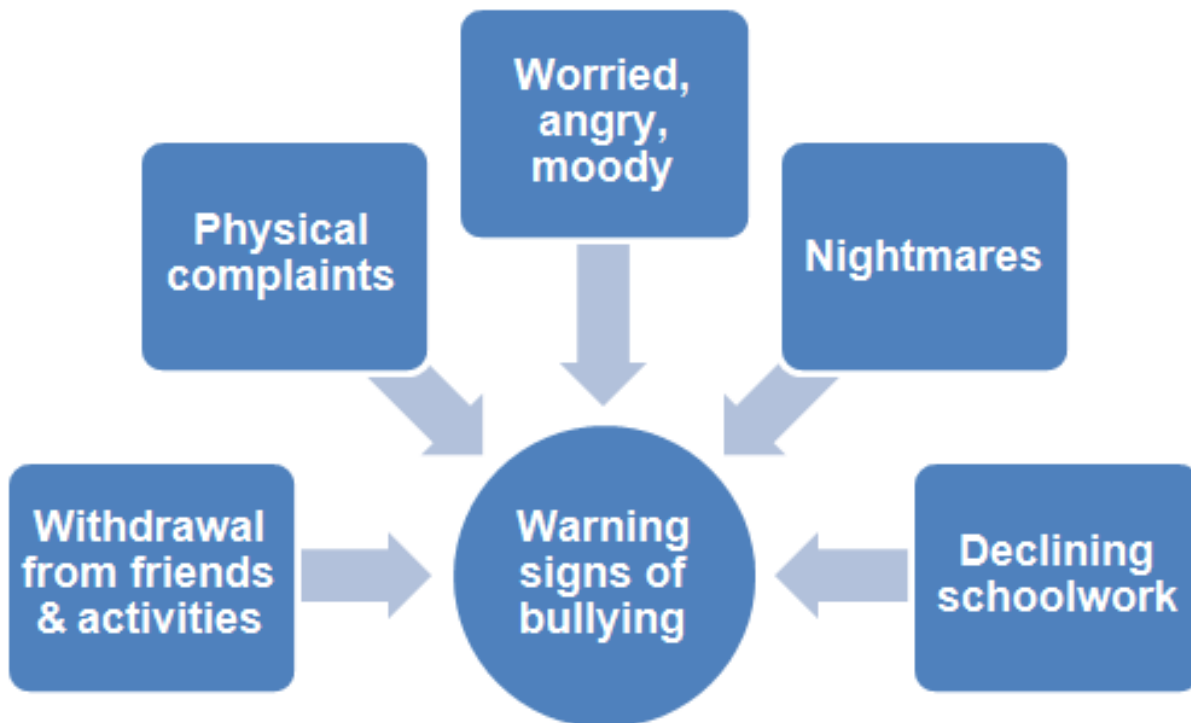 Worried,
angry,
moody
Physical
complaints
Nightmares
Withdrawal
from friends
& activities
Warning
signs of
bullying
Declining
schoolwork